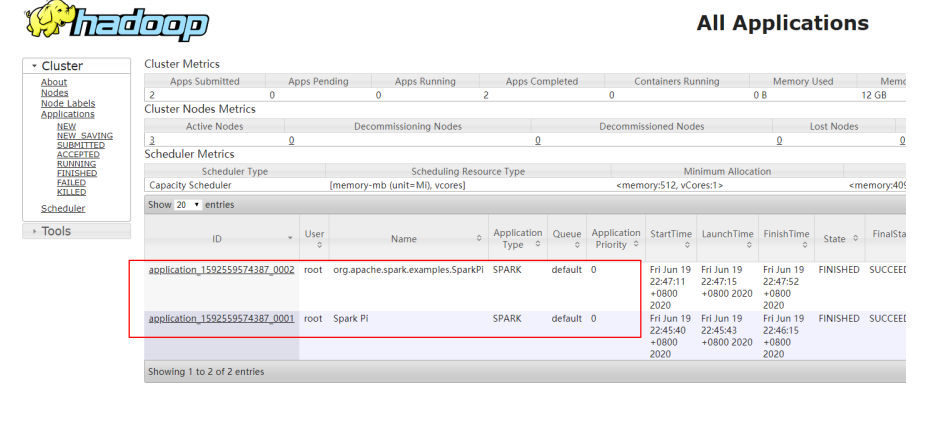 hadoop
All Applications
Cluster
About
Nodes
Node Labels
Applications
NEW
NEW_SAVING
SUBMITTED
ACCEPTED
RUNNING
FINISHED
FAILED
KILLED
Scheduler
Tools
Cluster Metrics
Apps Submitted Apps Pending Apps Running Apps Completed Containers Running Memory Used Memo
2 0 0 2 0 0 B 12 GB
Cluster Nodes Metrics
Active Nodes Decommissioning Nodes Decommissioned Nodes Lost Nodes
3 0 0 0 0
Scheduler Metrics
Scheduler Type Scheduling Resource Type Minimum Allocation
Capacity Scheduler [memory-mb (unit=Mi), vcores] <memory:512, vCores:1> <memory:409
Show 20 entries
ID User Name Application Type Queue Application Priority StartTime LaunchTime FinishTime State FinalSta
application_1592559574387_0002 root org.apache.spark.examples.SparkPi SPARK default 0 Fri Jun 19 Fri Jun 19 Fri Jun 19 FINISHED SUCCEED
22:47:11 22:47:15 22:47:52
+0800 +0800 2020 +0800
2020 2020
application_1592559574387_0001 root Spark Pi SPARK default 0 Fri Jun 19 Fri Jun 19 Fri Jun 19 FINISHED SUCCEED
22:45:40 22:45:43 22:46:15
+0800 +0800 2020 +0800
2020 2020
Showing 1 to 2 of 2 entries